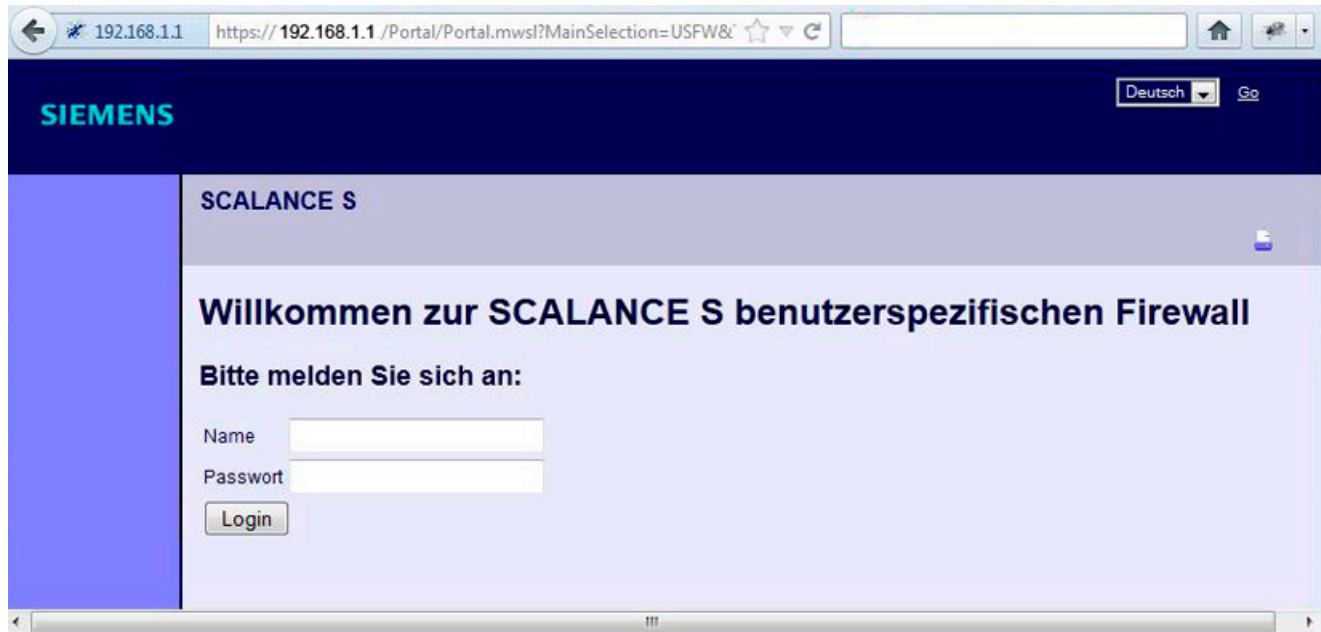 192.168.1.1 https://192.168.1.1/Portal/Portal.mwsl?MainSelection=USFW&
Deutsch Go
SIEMENS
SCALANCE S
Willkommen zur SCALANCE S benutzerspezifischen Firewall
Bitte melden Sie sich an:
Name
Passwort
Login